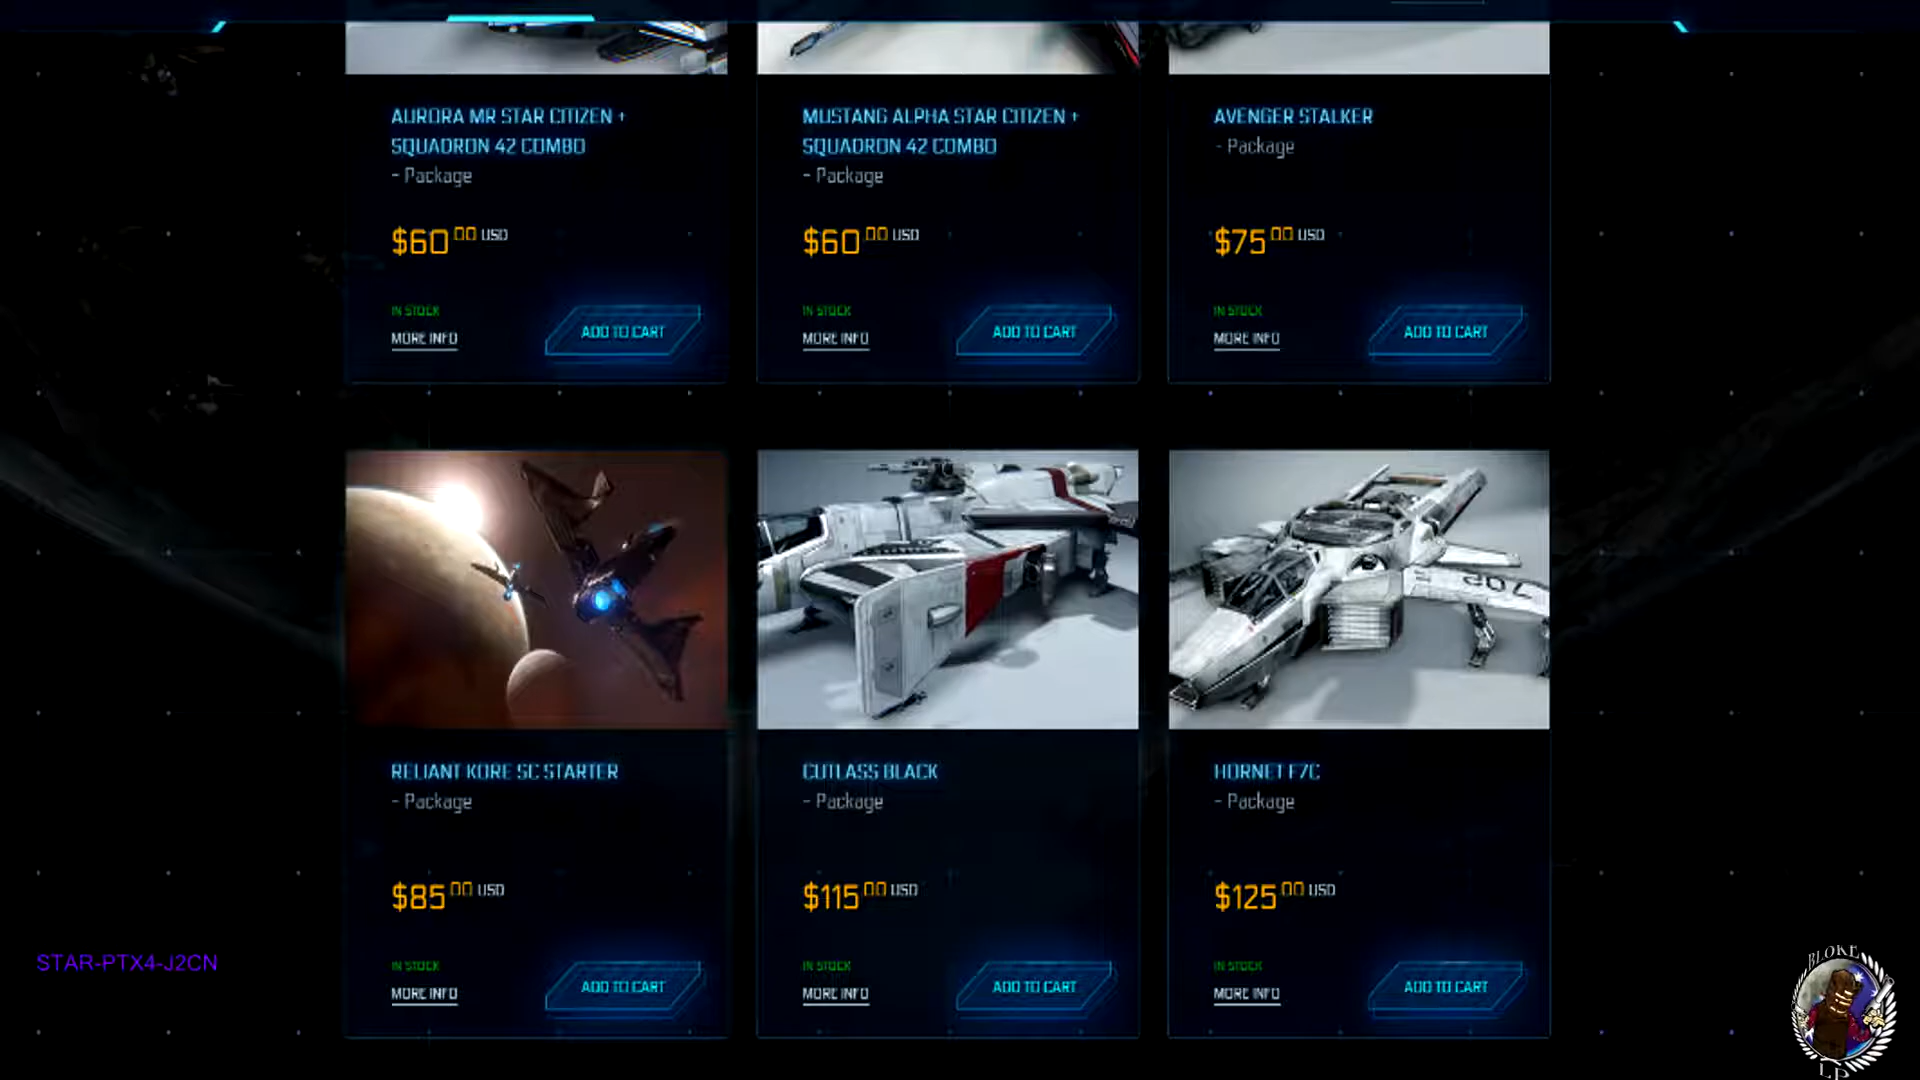 AURORA MR STAR CITIZEN +
SQUADRON 42 COMBO
- Package
$60.00 USD
IN STOCK
MORE INFO
ADD TO CART
MUSTANG ALPHA STAR CITIZEN +
SQUADRON 42 COMBO
- Package
$60.00 USD
IN STOCK
MORE INFO
ADD TO CART
AVENGER STALKER
- Package
$75.00 USD
IN STOCK
MORE INFO
ADD TO CART
RELIANT KORE SC STARTER
- Package
$85.00 USD
IN STOCK
MORE INFO
ADD TO CART
CUTLASS BLACK
- Package
$115.00 USD
IN STOCK
MORE INFO
ADD TO CART
HORNET F7C
- Package
$125.00 USD
IN STOCK
MORE INFO
ADD TO CART
STAR-PTX4-J2CN
BLOKE
LP